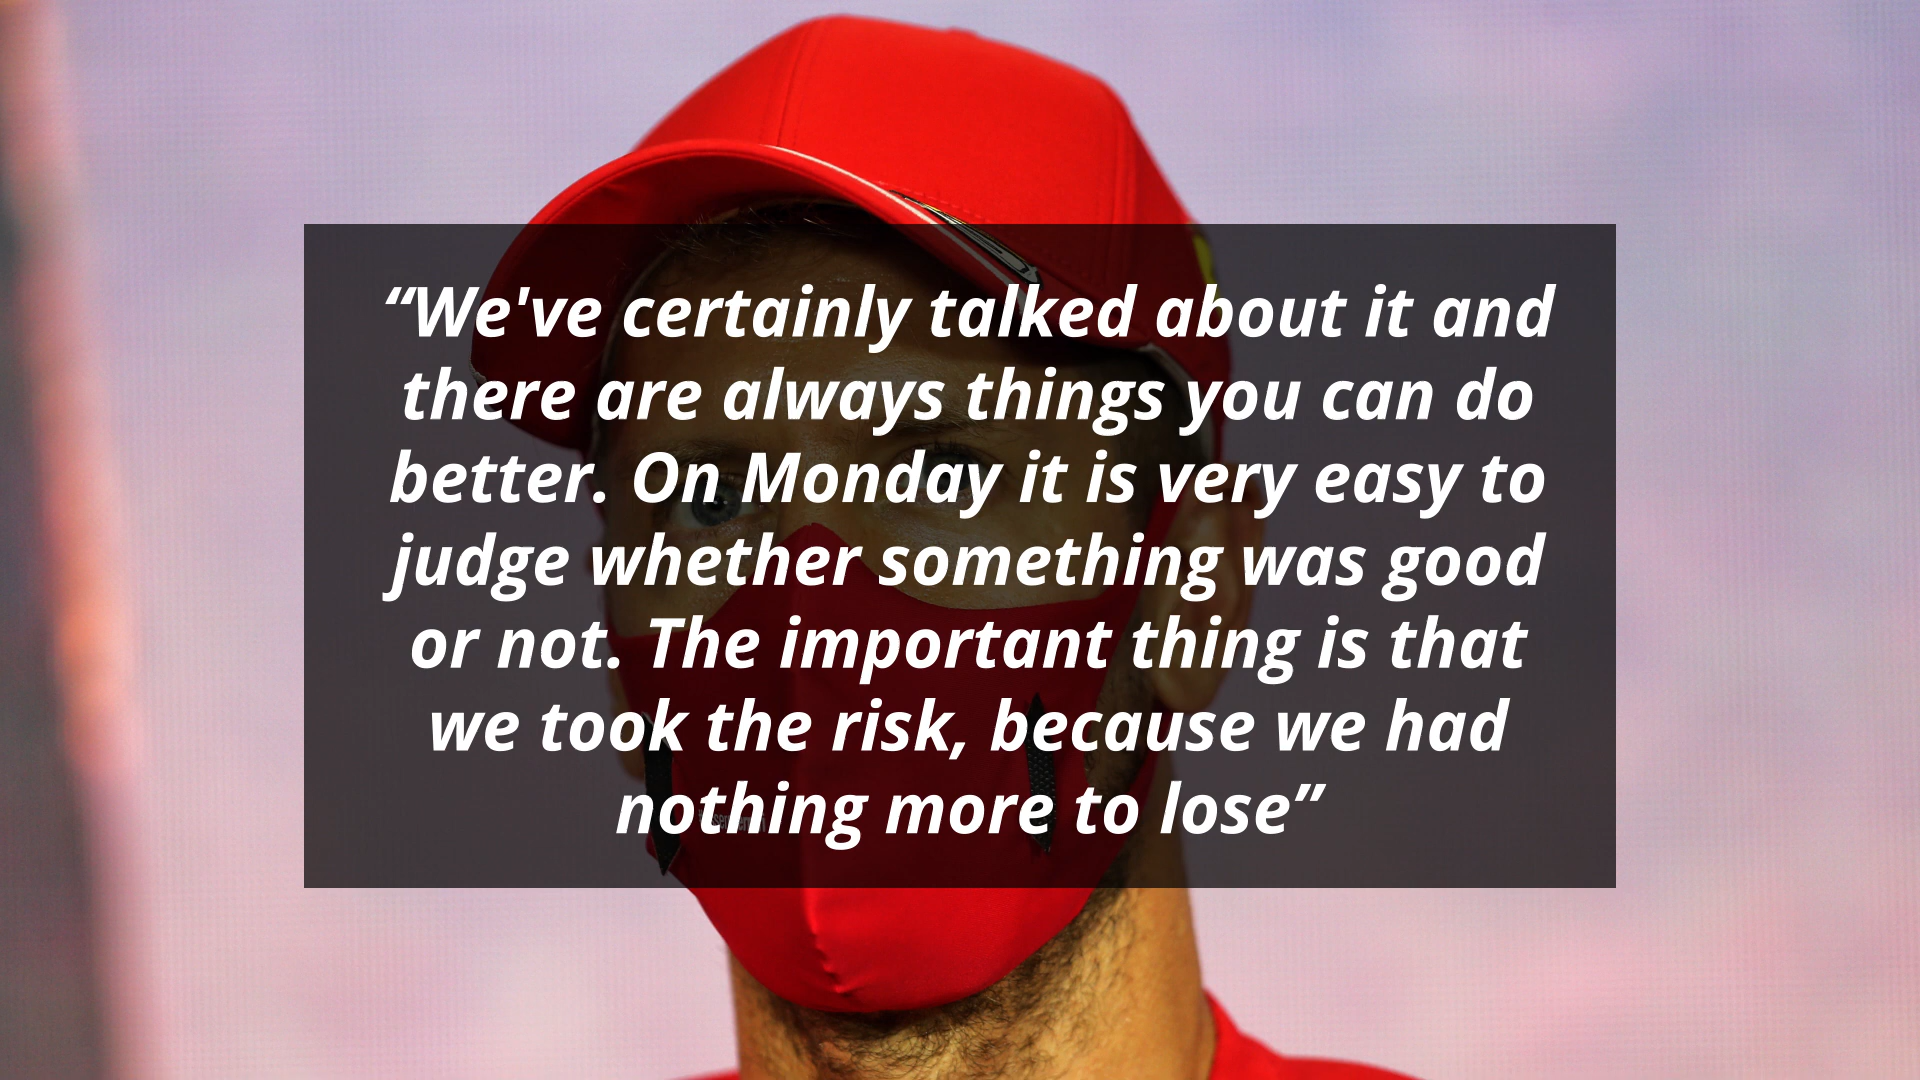 “We've certainly talked about it and
there are always things you can do
better. On Monday it is very easy to
judge whether something was good
or not. The important thing is that
we took the risk, because we had
nothing more to lose”